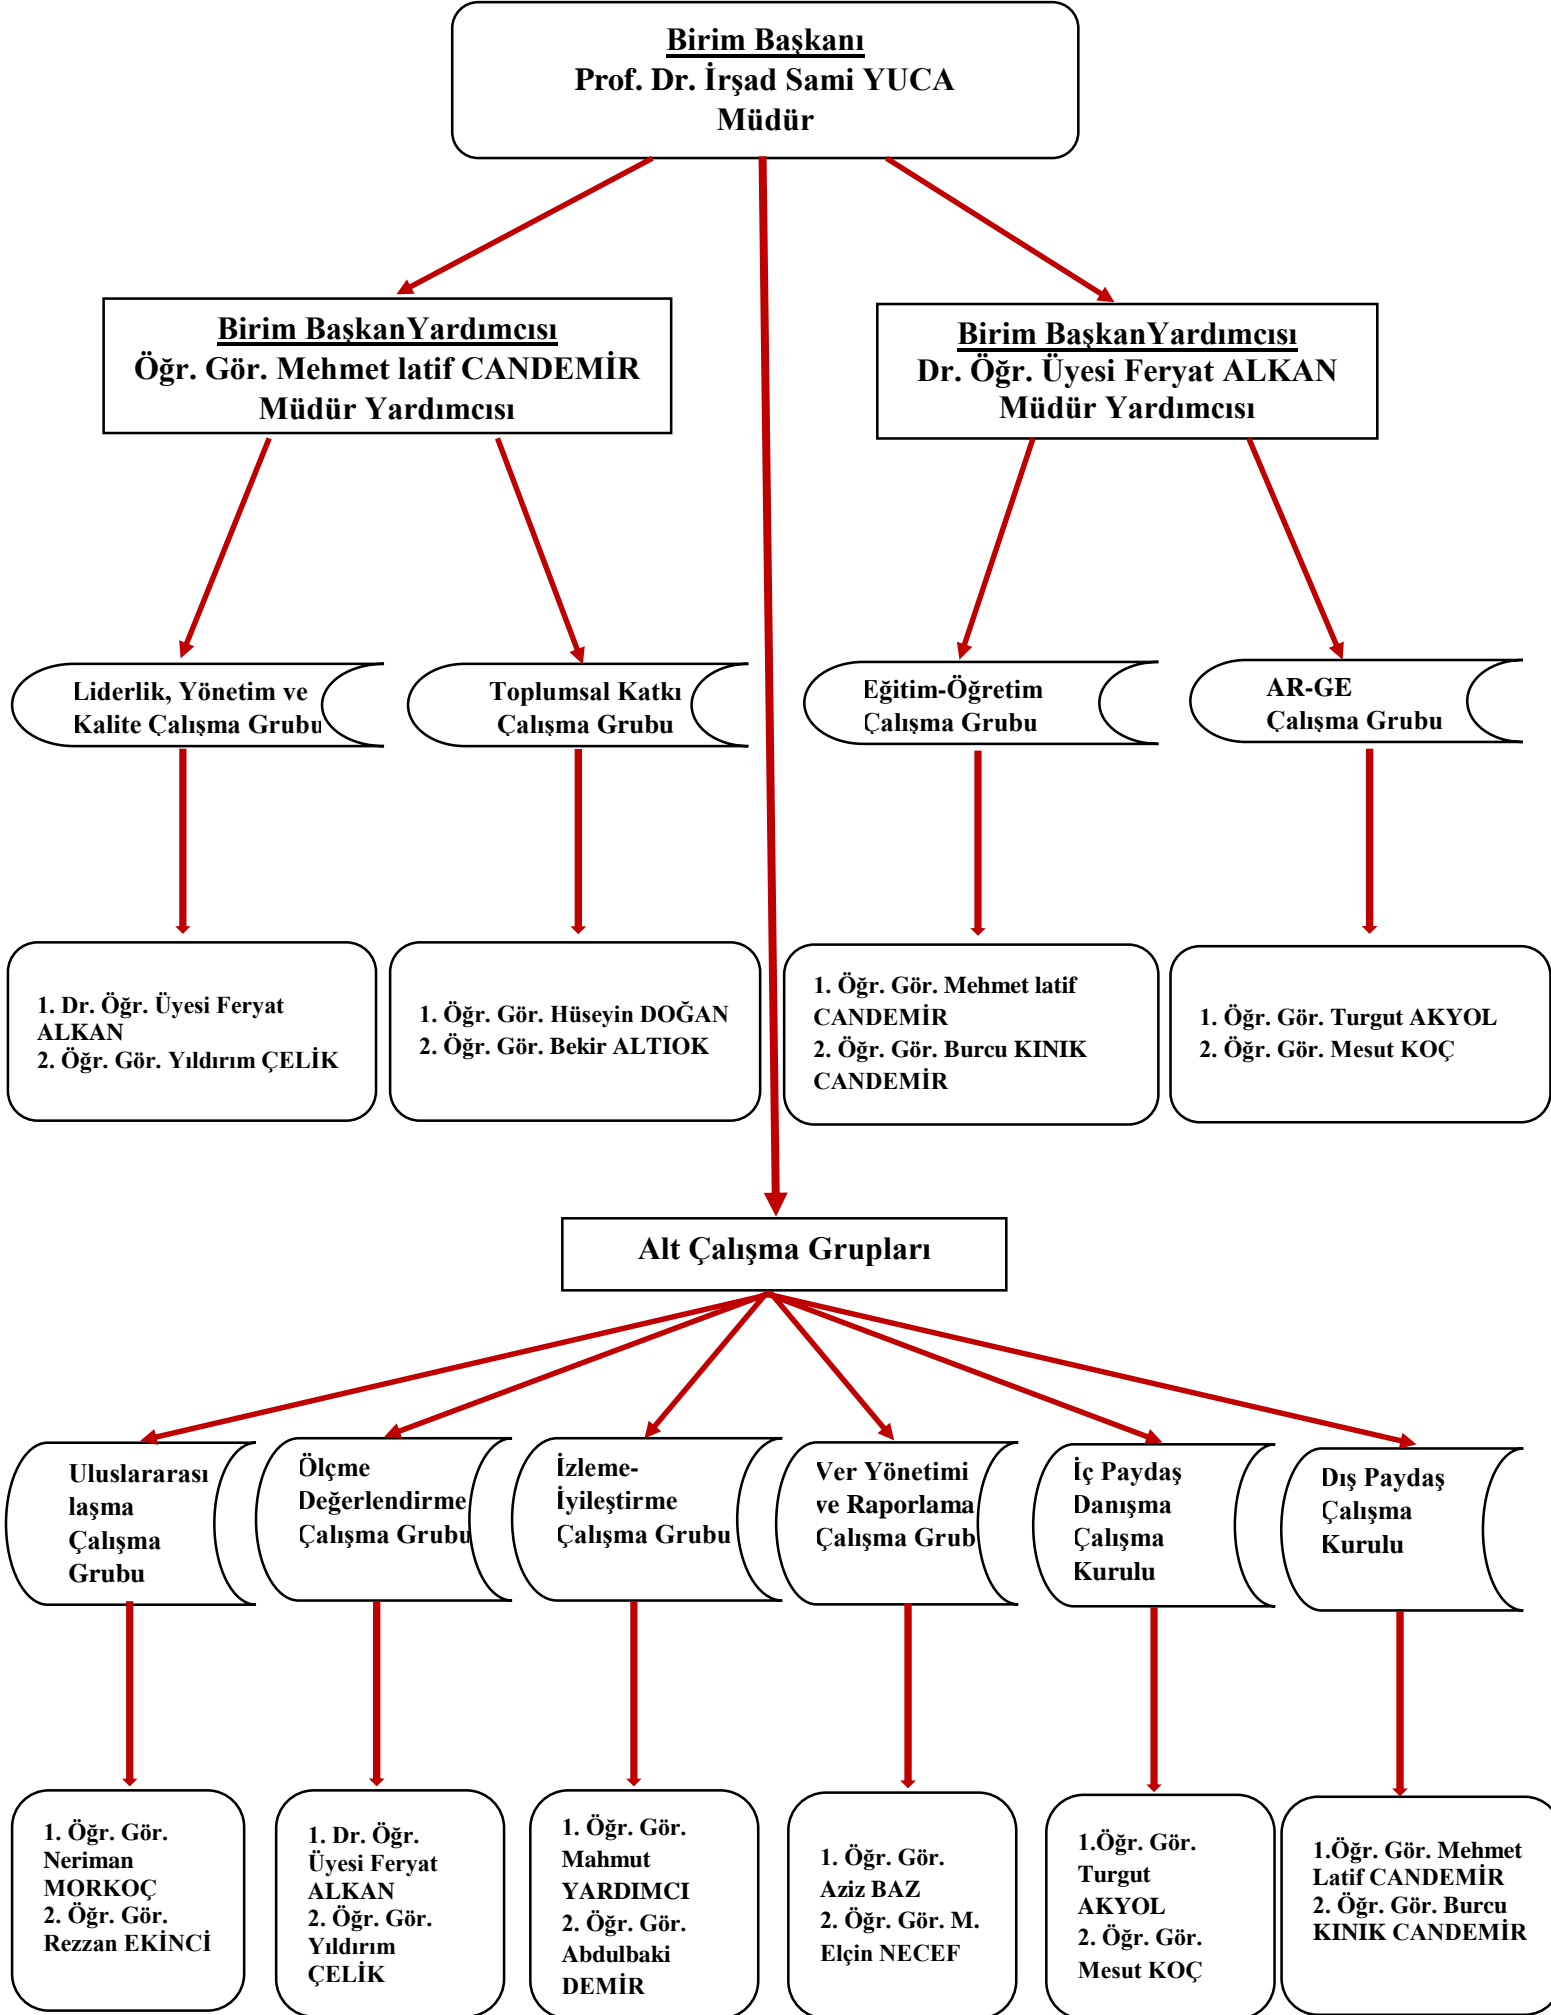 Birim Başkanı
Prof. Dr. İrşad Sami YUCA
Müdür
Birim BaşkanYardımcısı
Öğr. Gör. Mehmet latif CANDEMİR
Müdür Yardımcısı
Birim BaşkanYardımcısı
Dr. Öğr. Üyesi Feryat ALKAN
Müdür Yardımcısı
Liderlik, Yönetim ve
Kalite Çalışma Grubu
Toplumsal Katkı
Çalışma Grubu
Eğitim-Öğretim
Çalışma Grubu
AR-GE
Çalışma Grubu
1. Dr. Öğr. Üyesi Feryat
ALKAN
2. Öğr. Gör. Yıldırım ÇELİK
1. Öğr. Gör. Hüseyin DOĞAN
2. Öğr. Gör. Bekir ALTIOK
1. Öğr. Gör. Mehmet latif
CANDEMİR
2. Öğr. Gör. Burcu KINIK
CANDEMİR
1. Öğr. Gör. Turgut AKYOL
2. Öğr. Gör. Mesut KOÇ
Alt Çalışma Grupları
Uluslararası
laşma
Çalışma
Grubu
Ölçme
Değerlendirme
Çalışma Grubu
İzleme-
İyileştirme
Çalışma Grubu
Ver Yönetimi
ve Raporlama
Çalışma Grub
İç Paydaş
Danışma
Çalışma
Kurulu
Dış Paydaş
Çalışma
Kurulu
1. Öğr. Gör.
Neriman
MORKOÇ
2. Öğr. Gör.
Rezzan EKİNCİ
1. Dr. Öğr.
Üyesi Feryat
ALKAN
2. Öğr. Gör.
Yıldırım
ÇELİK
1. Öğr. Gör.
Mahmut
YARDIMCI
2. Öğr. Gör.
Abdulbaki
DEMİR
1. Öğr. Gör.
Aziz BAZ
2. Öğr. Gör. M.
Elçin NECEF
1.Öğr. Gör.
Turgut
AKYOL
2. Öğr. Gör.
Mesut KOÇ
1.Öğr. Gör. Mehmet
Latif CANDEMİR
2. Öğr. Gör. Burcu
KINIK CANDEMİR